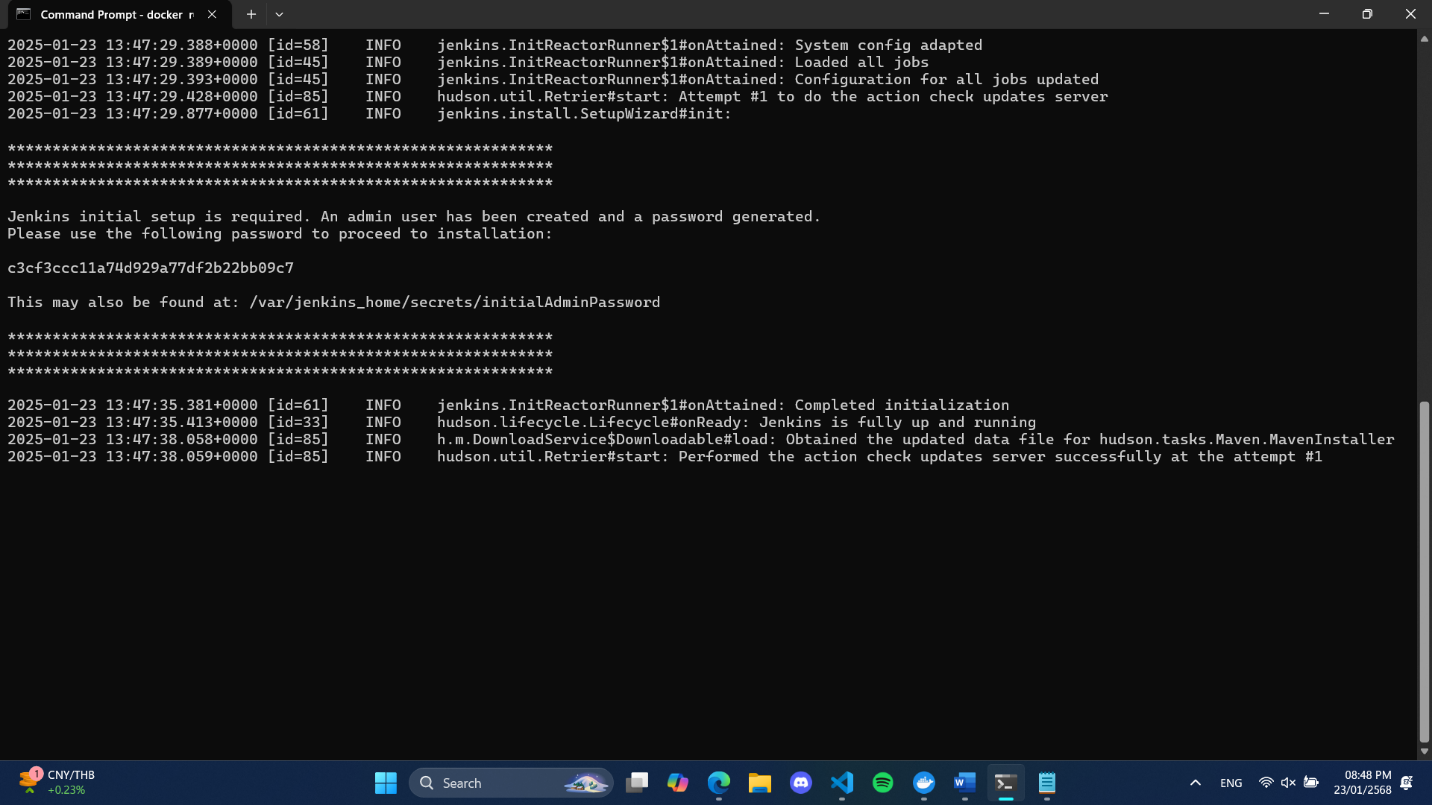 Command Prompt - docker r
2025-01-23 13:47:29.388+0000 [id=58]    INFO    jenkins.InitReactorRunner$1#onAttained: System config adapted
2025-01-23 13:47:29.389+0000 [id=45]    INFO    jenkins.InitReactorRunner$1#onAttained: Loaded all jobs
2025-01-23 13:47:29.393+0000 [id=45]    INFO    jenkins.InitReactorRunner$1#onAttained: Configuration for all jobs updated
2025-01-23 13:47:29.428+0000 [id=85]    INFO    hudson.util.Retrier#start: Attempt #1 to do the action check updates server
2025-01-23 13:47:29.877+0000 [id=61]    INFO    jenkins.install.SetupWizard#init:
*************************************************************
*************************************************************
*************************************************************
Jenkins initial setup is required. An admin user has been created and a password generated.
Please use the following password to proceed to installation:
c3cf3ccc11a74d929a77df2b22bb09c7
This may also be found at: /var/jenkins_home/secrets/initialAdminPassword
*************************************************************
*************************************************************
*************************************************************
2025-01-23 13:47:35.381+0000 [id=61]    INFO    jenkins.InitReactorRunner$1#onAttained: Completed initialization
2025-01-23 13:47:35.413+0000 [id=33]    INFO    hudson.lifecycle.Lifecycle#onReady: Jenkins is fully up and running
2025-01-23 13:47:38.058+0000 [id=85]    INFO    h.m.DownloadService$Downloadable#load: Obtained the updated data file for hudson.tasks.Maven.MavenInstaller
2025-01-23 13:47:38.059+0000 [id=85]    INFO    hudson.util.Retrier#start: Performed the action check updates server successfully at the attempt #1
1
CNY/THB
+0.23%
Search
ENG
08:48 PM
23/01/2568